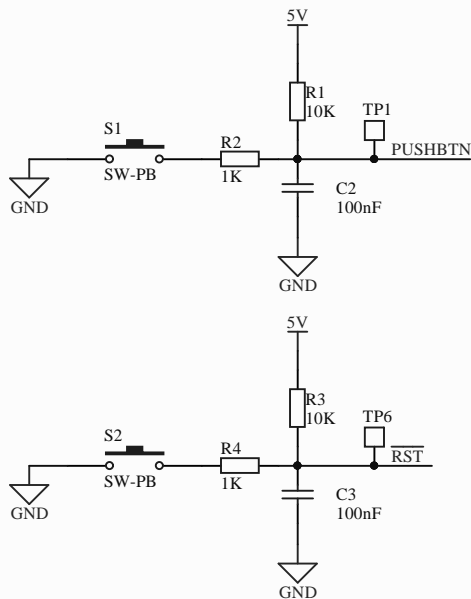 5V
R1
10K
TP1
S1
R2
PUSHBTN
SW-PB
1K
C2
100nF
GND
GND
5V
R3
10K
TP6
S2
R4
RST
SW-PB
1K
C3
100nF
GND
GND